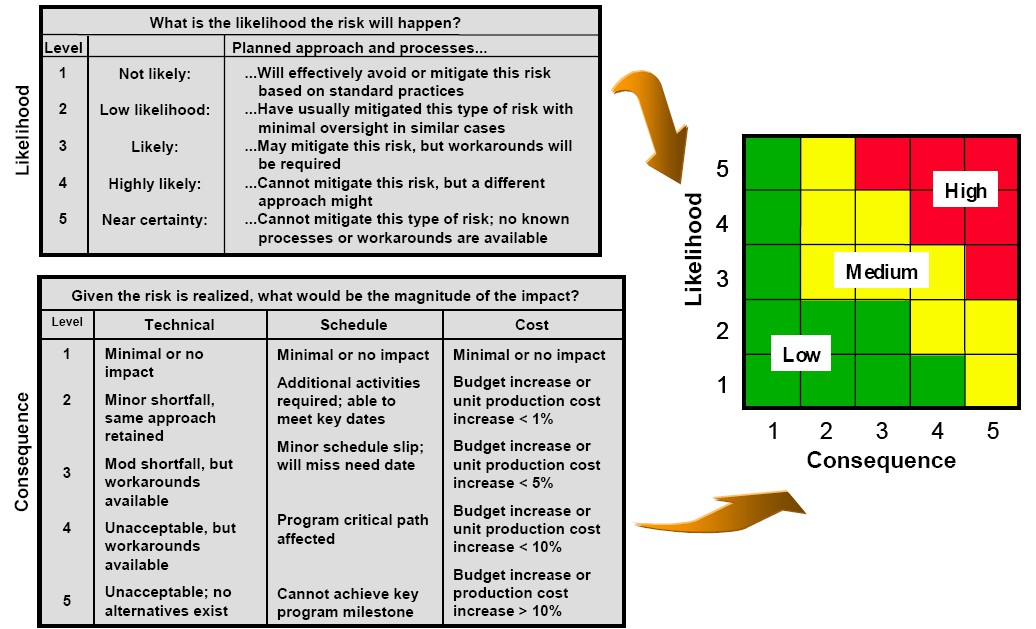 What is the likelihood the risk will happen?
Level
Planned approach and processes...
1
Not likely:
...Will effectively avoid or mitigate this risk
based on standard practices
2
Low likelihood:
...Have usually mitigated this type of risk with
minimal oversight in similar cases
3
Likely:
...May mitigate this risk, but workarounds will
be required
4
Highly likely:
...Cannot mitigate this risk, but a different
approach might
5
Near certainty:
...Cannot mitigate this type of risk; no known
processes or workarounds are available
Likelihood
Given the risk is realized, what would be the magnitude of the impact?
Level
Technical
Schedule
Cost
1
Minimal or no
impact
Minimal or no impact
Minimal or no impact
2
Minor shortfall,
same approach
retained
Additional activities
required; able to
meet key dates
Budget increase or
unit production cost
increase < 1%
3
Mod shortfall, but
workarounds
available
Minor schedule slip;
will miss need date
Budget increase or
unit production cost
increase < 5%
4
Unacceptable, but
workarounds
available
Program critical path
affected
Budget increase or
unit production cost
increase < 10%
5
Unacceptable; no
alternatives exist
Cannot achieve key
program milestone
Budget increase or
production cost
increase > 10%
Consequence
Likelihood
5
4
3
2
1
High
Medium
Low
1 2 3 4 5
Consequence